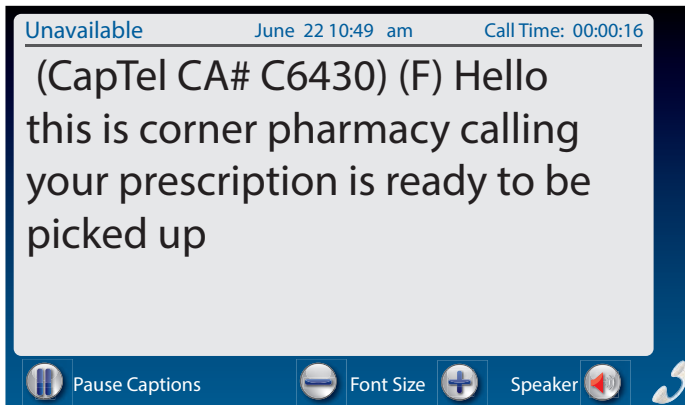 Unavailable June 22 10:49 am Call Time: 00:00:16
(CapTel CA# C6430) (F) Hello
this is corner pharmacy calling
your prescription is ready to be
picked up
Pause Captions Font Size Speaker